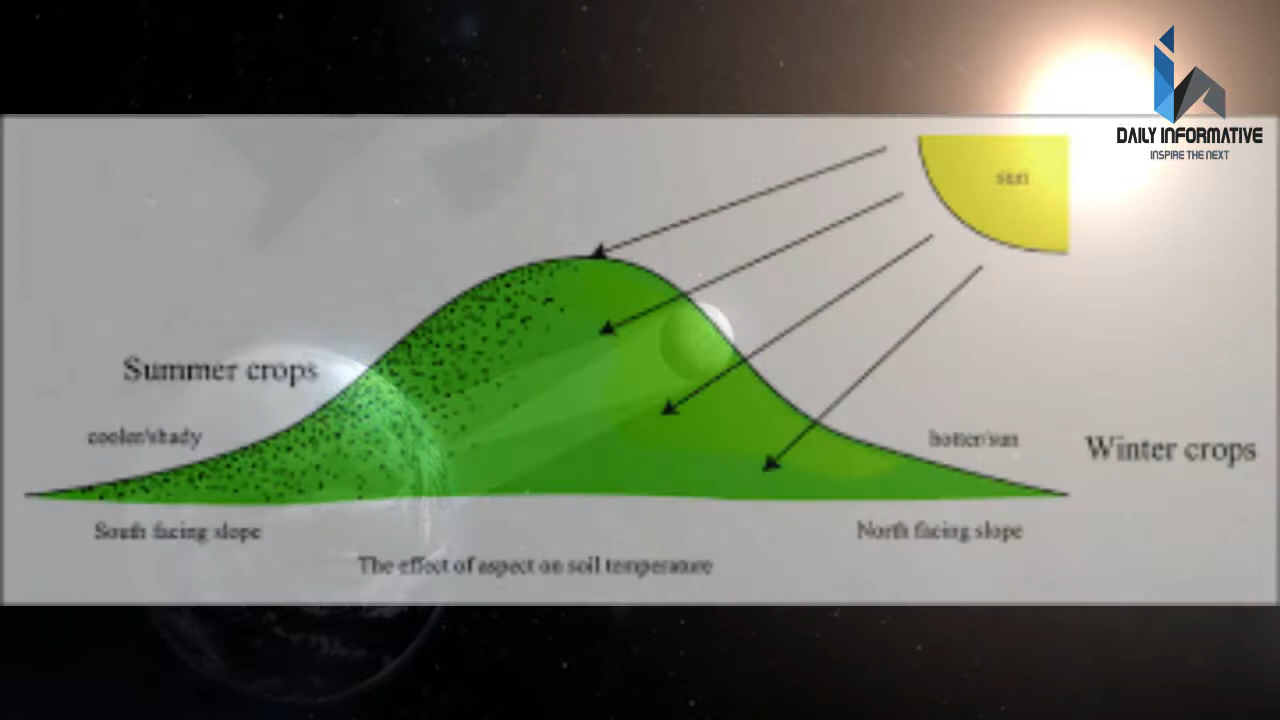 DAILY INFORMATIVE
INSPIRE THE NEXT
sun
Summer crops
cooler/shady
hotter/sun
Winter crops
South facing slope
North facing slope
The effect of aspect on soil temperature